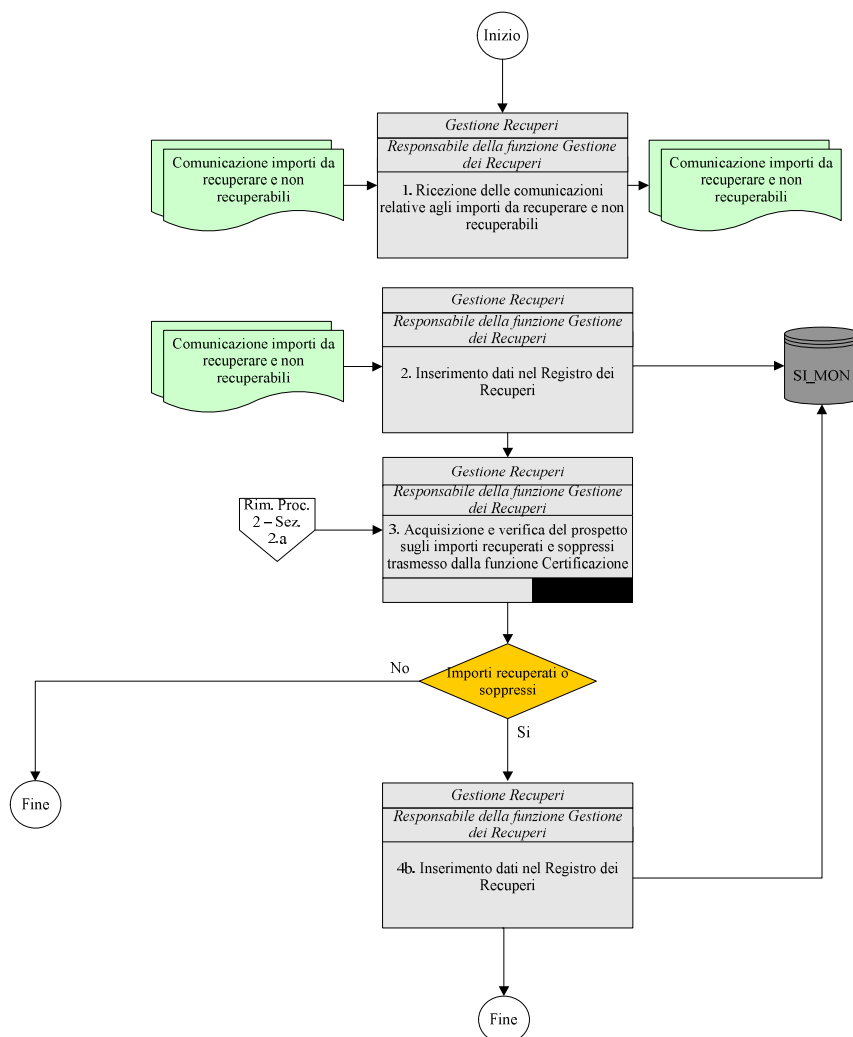 Inizio
Gestione Recuperi
Responsabile della funzione Gestione
dei Recuperi
Comunicazione importi da
recuperare e non
recuperabili
1. Ricezione delle comunicazioni
relative agli importi da recuperare e non
recuperabili
Comunicazione importi da
recuperare e non
recuperabili
Gestione Recuperi
Responsabile della funzione Gestione
dei Recuperi
Comunicazione importi da
recuperare e non
recuperabili
2. Inserimento dati nel Registro dei
Recuperi
SI_MON
Gestione Recuperi
Responsabile della funzione Gestione
dei Recuperi
Rim. Proc.
2 – Sez.
2.a
3. Acquisizione e verifica del prospetto
sugli importi recuperati e soppressi
trasmesso dalla funzione Certificazione
No
Importi recuperati o
soppressi
Si
Fine
Gestione Recuperi
Responsabile della funzione Gestione
dei Recuperi
4b. Inserimento dati nel Registro dei
Recuperi
Fine